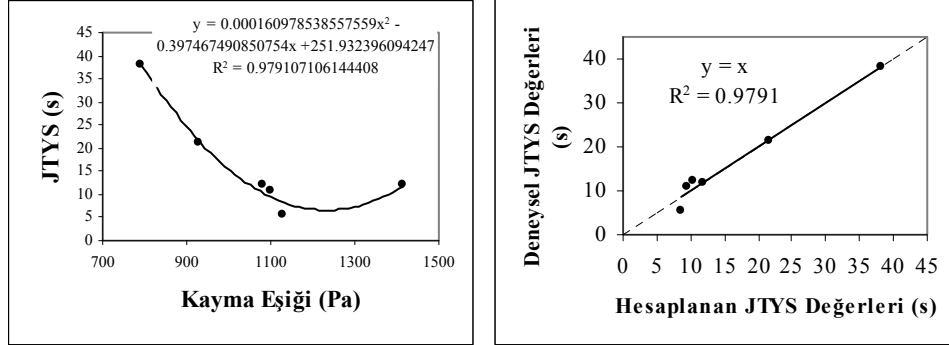 y = 0.000160978538557559x² -
0.397467490850754x +251.932396094247
R² = 0.979107106144408
45
40
35
30
25
20
15
10
5
0
700 900 1100 1300 1500
JTYS (s)
Kayma Eşiği (Pa)
y = x
R² = 0.9791
40
30
20
10
0
0 5 10 15 20 25 30 35 40 45
Deneysel JTYS Değerleri
(s)
Hesaplanan JTYS Değerleri (s)